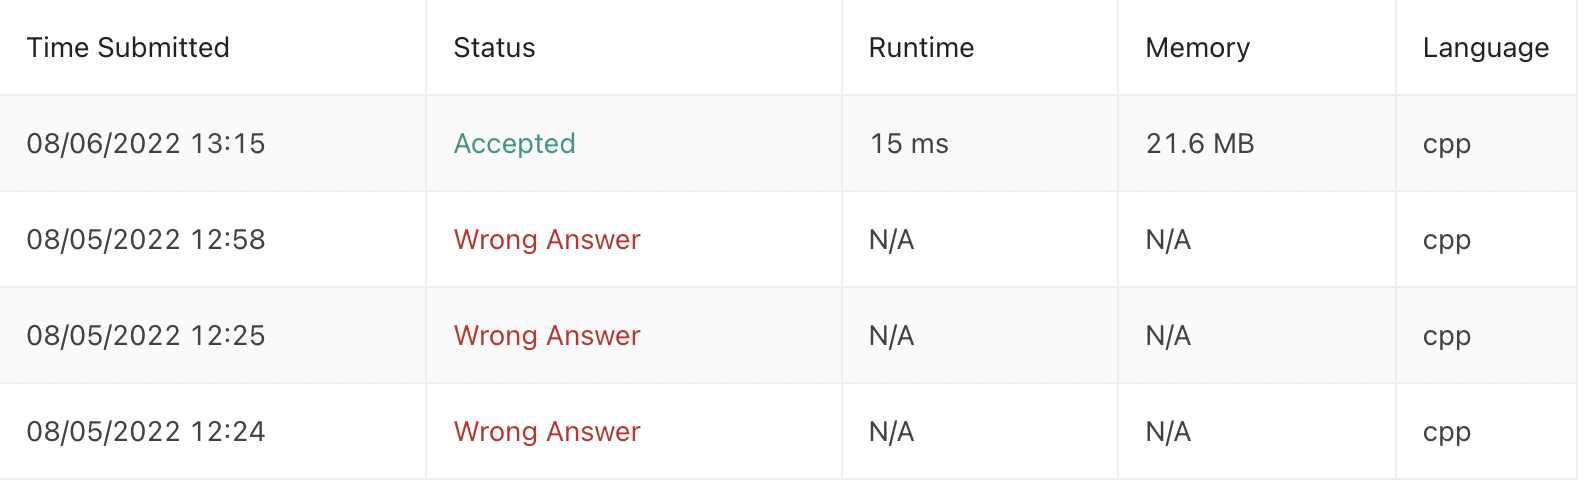 Time Submitted Status Runtime Memory Language
08/06/2022 13:15 Accepted 15 ms 21.6 MB cpp
08/05/2022 12:58 Wrong Answer N/A N/A cpp
08/05/2022 12:25 Wrong Answer N/A N/A cpp
08/05/2022 12:24 Wrong Answer N/A N/A cpp